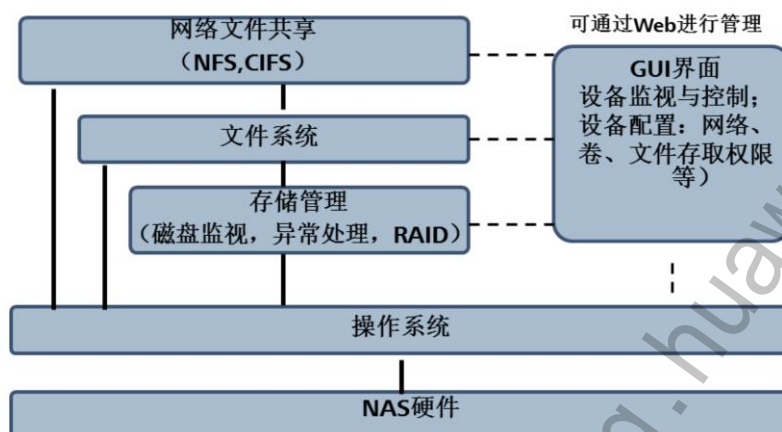 网络文件共享
（NFS,CIFS）
可通过Web进行管理
GUI界面
设备监视与控制；
设备配置：网络、
卷、文件存取权限
等）
文件系统
存储管理
（磁盘监视，异常处理，RAID）
操作系统
NAS硬件
g.huaw